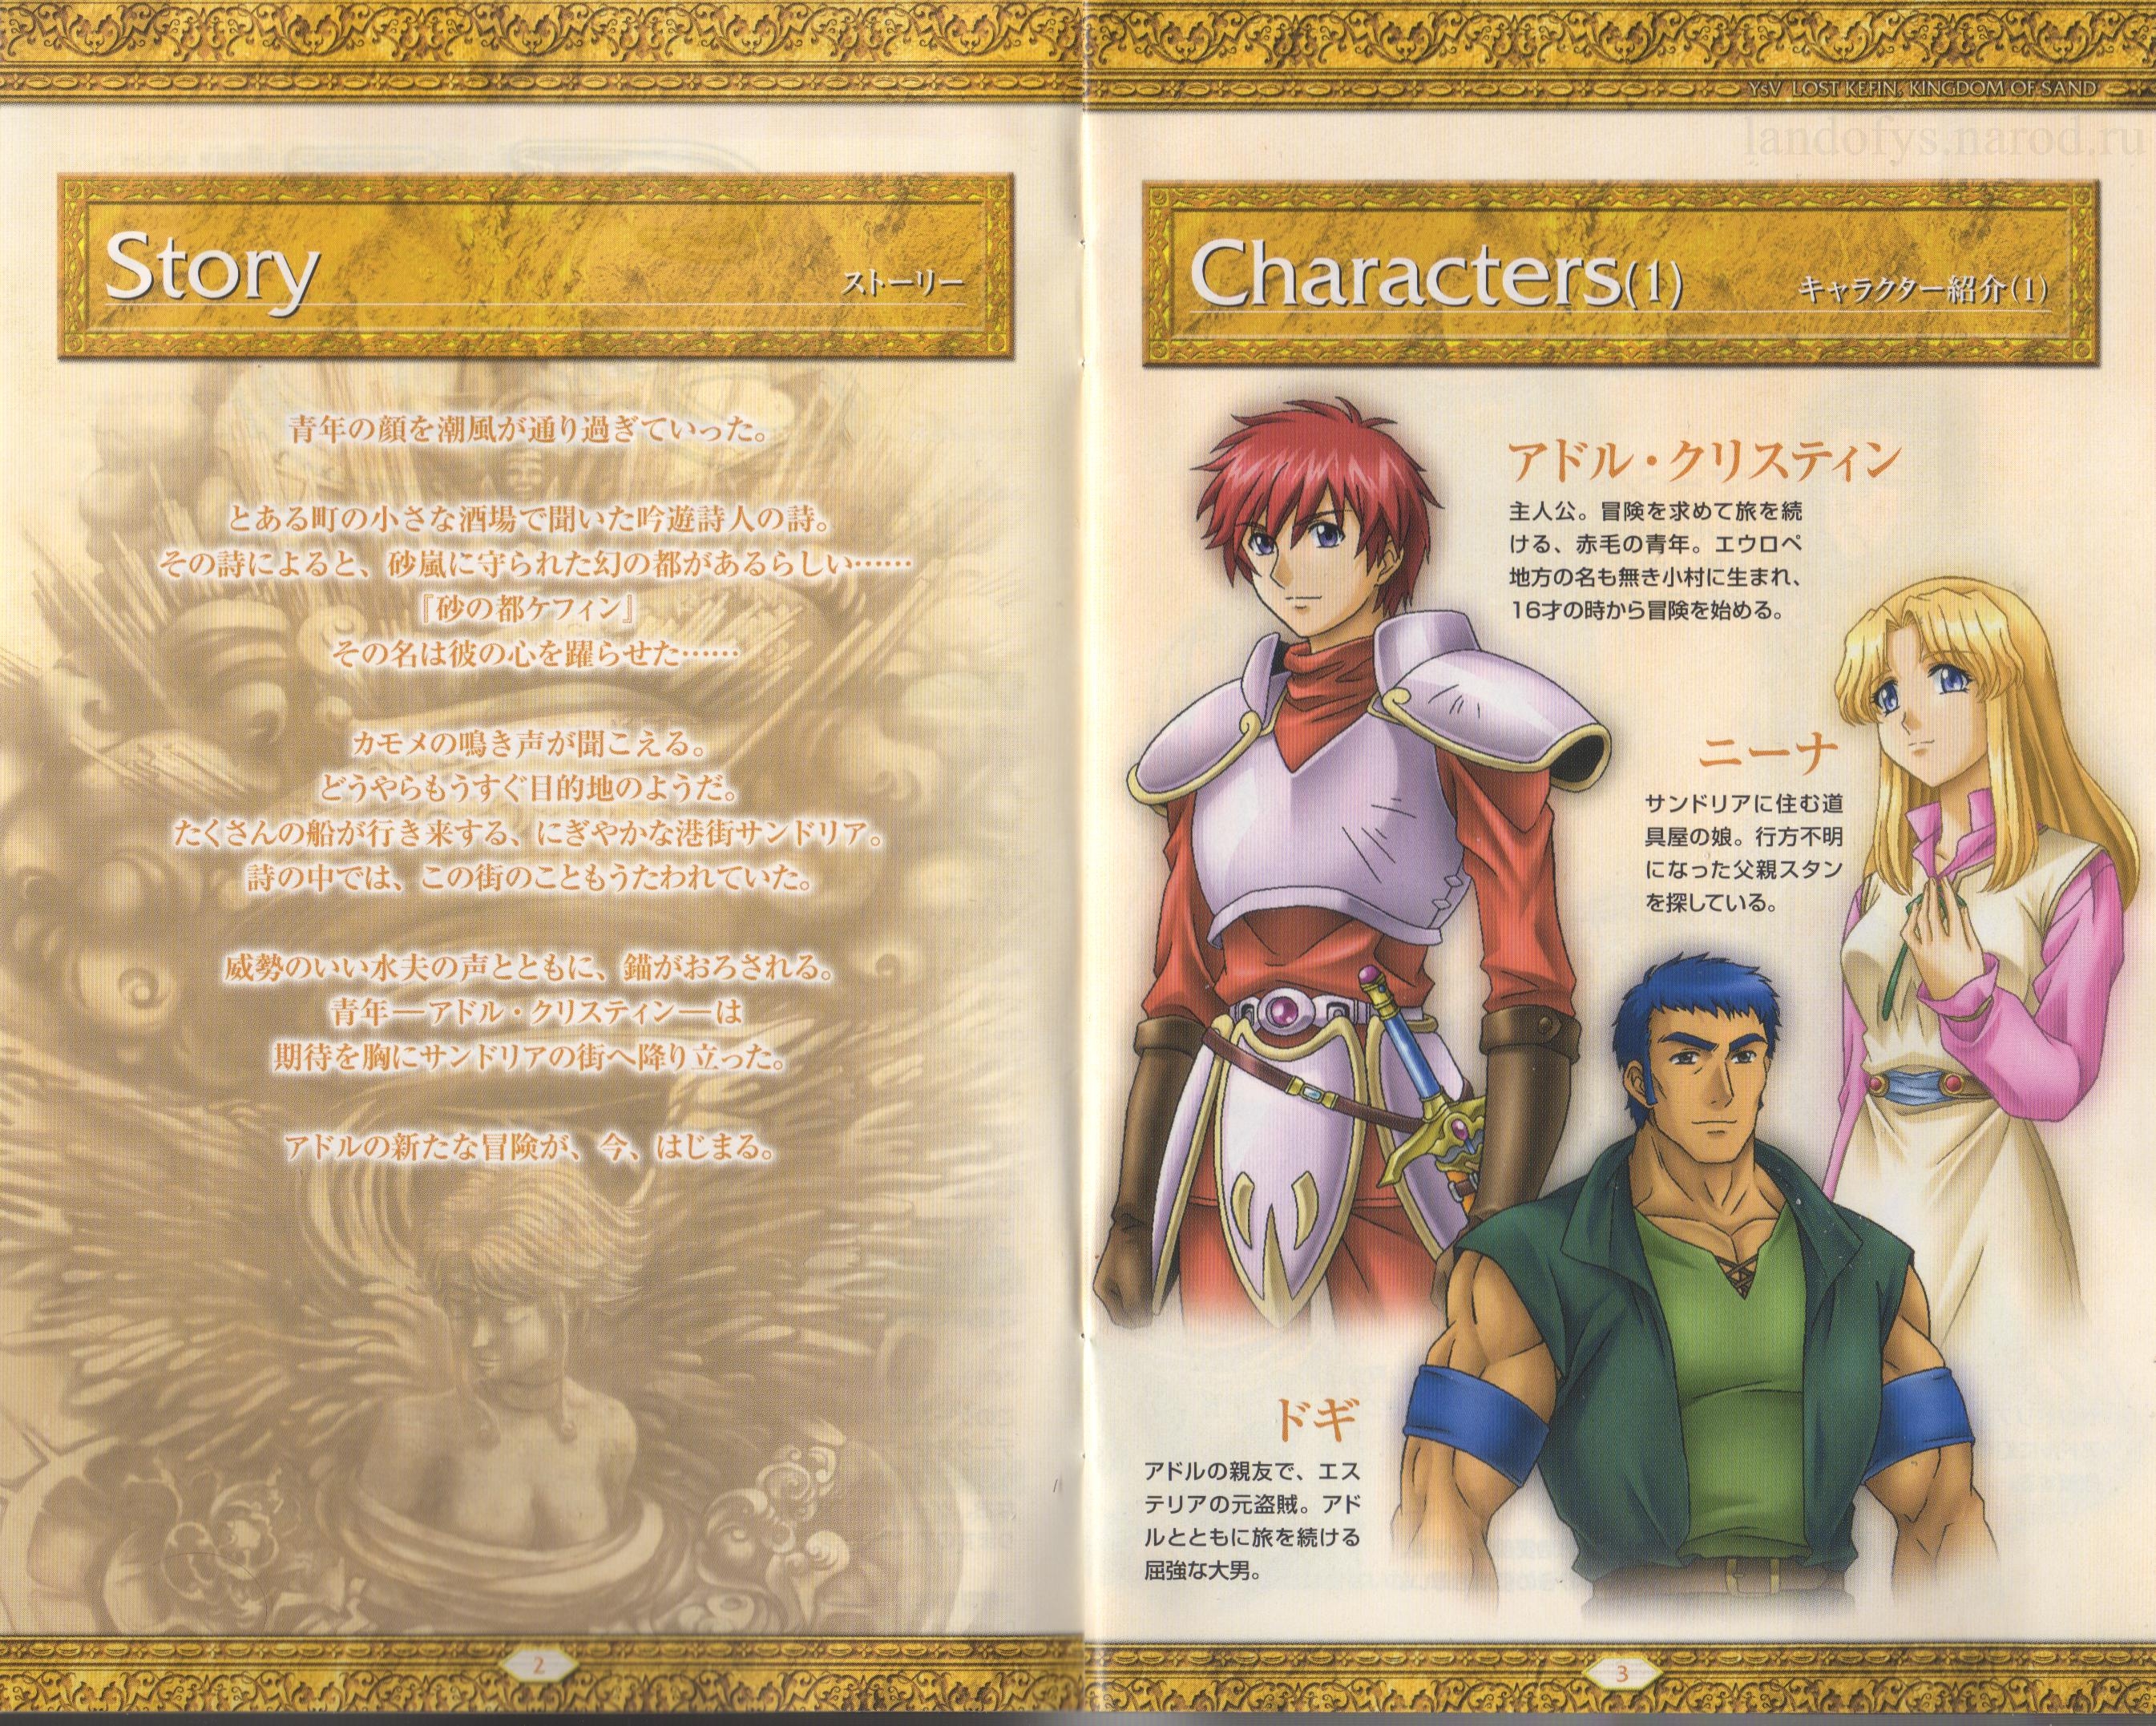 Story
ストーリー
青年の顔を潮風が通り過ぎていった。
とある町の小さな酒場で聞いた吟遊詩人の詩。
その詩によると、砂嵐に守られた幻の都があるらしい……
『砂の都ケフィン』
その名は彼の心を躍らせた……
カモメの鳴き声が聞こえる。
どうやらもうすぐ目的地のようだ。
たくさんの船が行き来する、にぎやかな港街サンドリア。
詩の中では、この街のこともうたわれていた。
威勢のいい水夫の声とともに、錨がおろされる。
青年―アドル・クリスティン―は
期待を胸にサンドリアの街へ降り立った。
アドルの新たな冒険が、今、はじまる。
2
YsV LOST KEFIN, KINGDOM OF SAND
landofys.narod.ru
Characters(1)
キャラクター紹介(1)
アドル・クリスティン
主人公。冒険を求めて旅を続
ける、赤毛の青年。エウロペ
地方の名も無き小村に生まれ、
16才の時から冒険を始める。
ニーナ
サンドリアに住む道
具屋の娘。行方不明
になった父親スタン
を探している。
ドギ
アドルの親友で、エス
テリアの元盗賊。アド
ルとともに旅を続ける
屈強な大男。
3